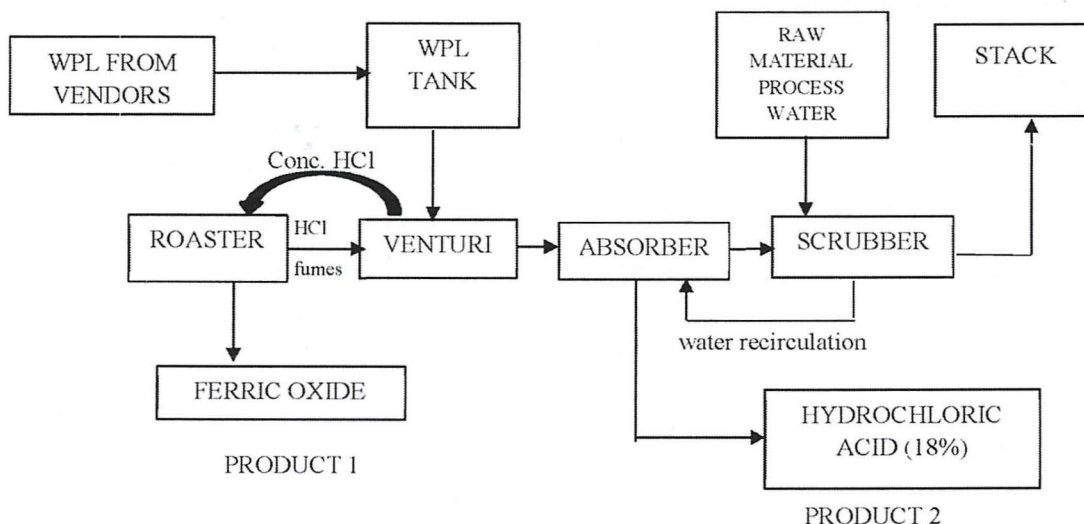 WPL FROM
VENDORS
WPL
TANK
RAW
MATERIAL
PROCESS
WATER
STACK
Conc. HCl
ROASTER
HCl
fumes
VENTURI
ABSORBER
SCRUBBER
water recirculation
FERRIC OXIDE
PRODUCT 1
HYDROCHLORIC
ACID (18%)
PRODUCT 2